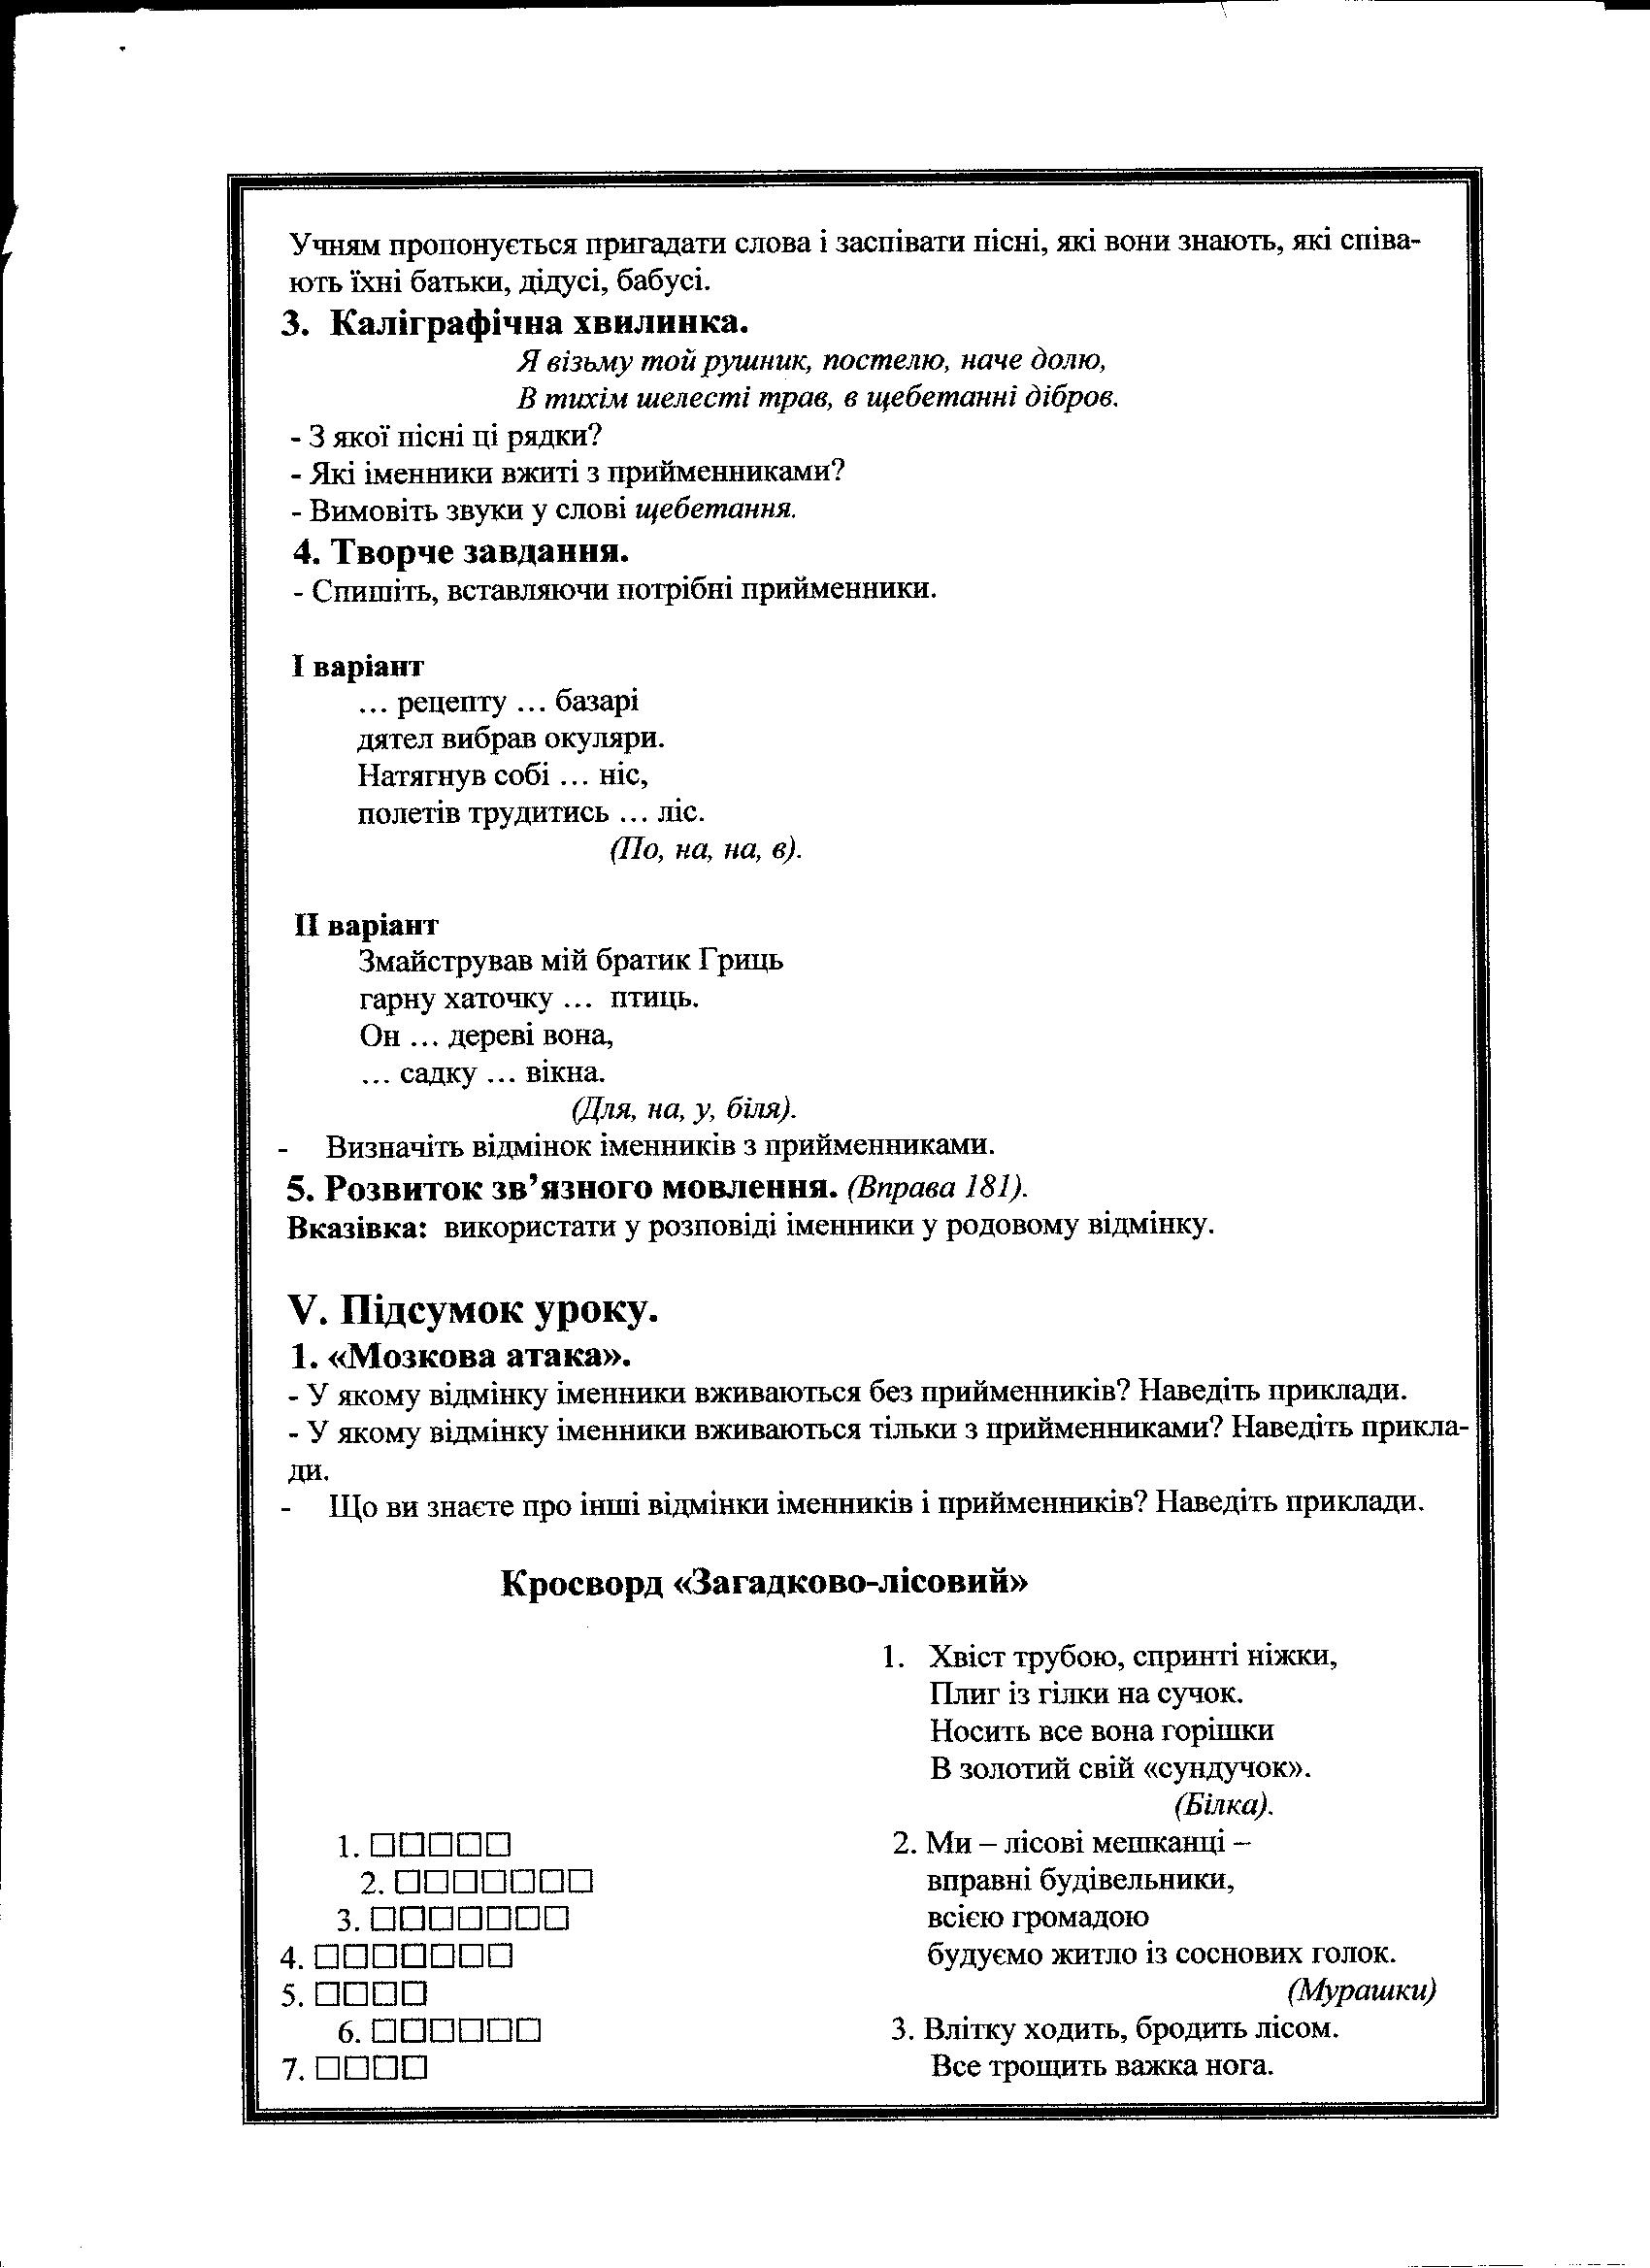 Учням пропонується пригадати слова і заспівати пісні, які вони знають, які співа-
ють їхні батьки, дідусі, бабусі.
3. Каліграфічна хвилинка.
Я візьму той рушник, постелю, наче долю,
В тихім шелесті трав, в щебетанні дібров.
- З якої пісні ці рядки?
- Які іменники вжиті з прийменниками?
- Вимовіть звуки у слові щебетання.
4. Творче завдання.
- Спишіть, вставляючи потрібні прийменники.
І варіант
... рецепту ... базарі
дятел вибрав окуляри.
Натягнув собі ... ніс,
полетів трудитись ... ліс.
(По, на, на, в).
ІІ варіант
Змайстрував мій братик Гриць
гарну хаточку ... птиць.
Он ... дереві вона,
... садку ... вікна.
(Для, на, у, біля).
- Визначіть відмінок іменників з прийменниками.
5. Розвиток зв’язного мовлення. (Вправа 181).
Вказівка: використати у розповіді іменники у родовому відмінку.
V. Підсумок уроку.
1. «Мозкова атака».
- У якому відмінку іменники вживаються без прийменників? Наведіть приклади.
- У якому відмінку іменники вживаються тільки з прийменниками? Наведіть прикла-
ди.
- Що ви знаєте про інші відмінки іменників і прийменників? Наведіть приклади.
Кросворд «Загадково-лісовий»
1. Хвіст трубою, спринті ніжки,
Плиг із гілки на сучок.
Носить все вона горішки
В золотий свій «сундучок».
(Білка).
1. □□□□□ 2. Ми – лісові мешканці –
2. □□□□□□□ вправні будівельники,
3. □□□□□□□ всією громадою
4. □□□□□□□ будуємо житло із соснових голок.
5. □□□□ (Мурашки)
6. □□□□□□ 3. Влітку ходить, бродить лісом.
7. □□□□ Все трощить важка нога.